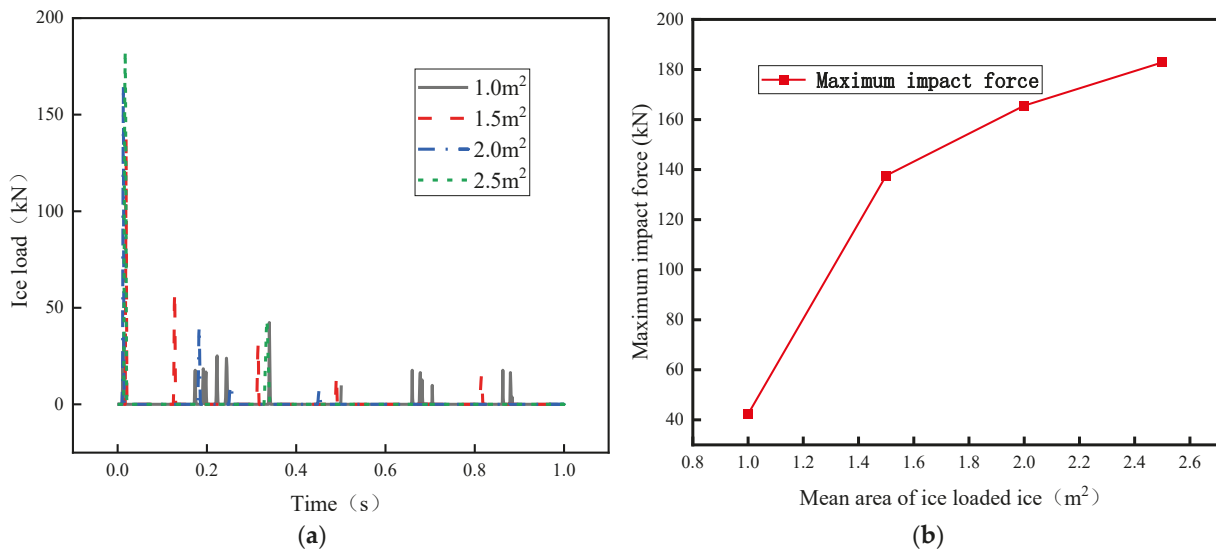 200
150
100
50
0
Ice load（kN）
1.0m²
1.5m²
2.0m²
2.5m²
0.0 0.2 0.4 0.6 0.8 1.0
Time（s）
(a)
200
180
160
140
120
100
80
60
40
Maximum impact force (kN)
Maximum impact force
0.8 1.0 1.2 1.4 1.6 1.8 2.0 2.2 2.4 2.6
Mean area of ice loaded ice（m²）
(b)